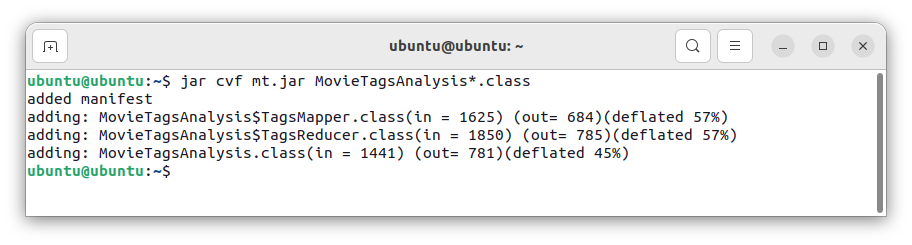 ubuntu@ubuntu: ~
ubuntu@ubuntu:~$ jar cvf mt.jar MovieTagsAnalysis*.class
added manifest
adding: MovieTagsAnalysis$TagsMapper.class(in = 1625) (out= 684)(deflated 57%)
adding: MovieTagsAnalysis$TagsReducer.class(in = 1850) (out= 785)(deflated 57%)
adding: MovieTagsAnalysis.class(in = 1441) (out= 781)(deflated 45%)
ubuntu@ubuntu:~$